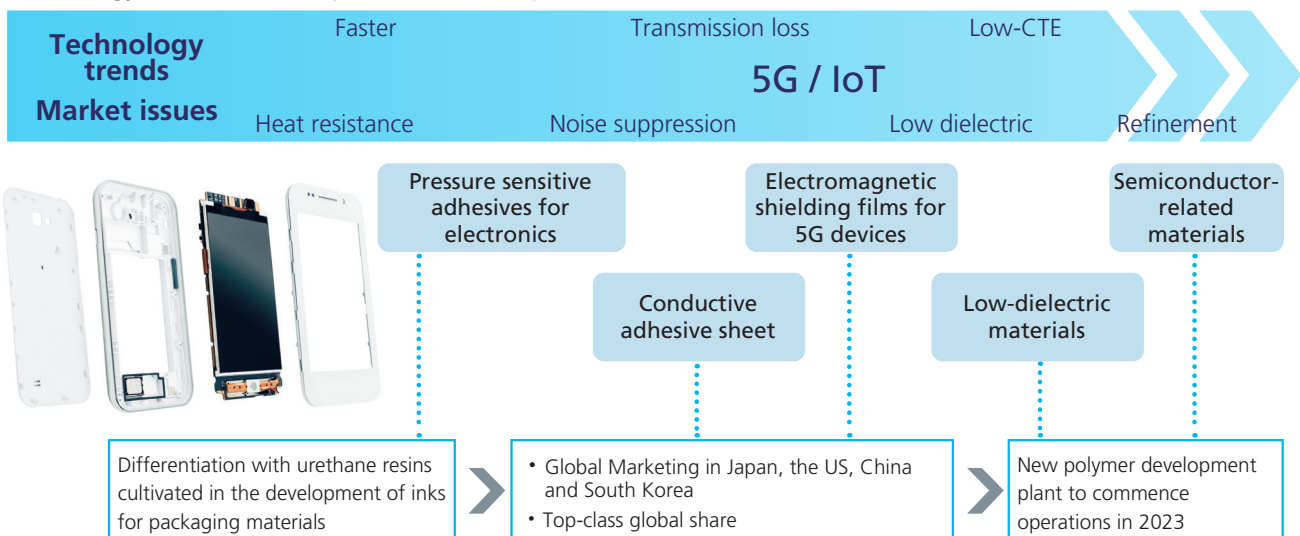 Technology
trends
Market issues
Faster
Transmission loss
Low-CTE
5G / IoT
Heat resistance
Noise suppression
Low dielectric
Refinement
Pressure sensitive
adhesives for
electronics
Electromagnetic
shielding films for
5G devices
Semiconductor-
related
materials
Conductive
adhesive sheet
Low-dielectric
materials
Differentiation with urethane resins
cultivated in the development of inks
for packaging materials
• Global Marketing in Japan, the US, China
and South Korea
• Top-class global share
New polymer development
plant to commence
operations in 2023